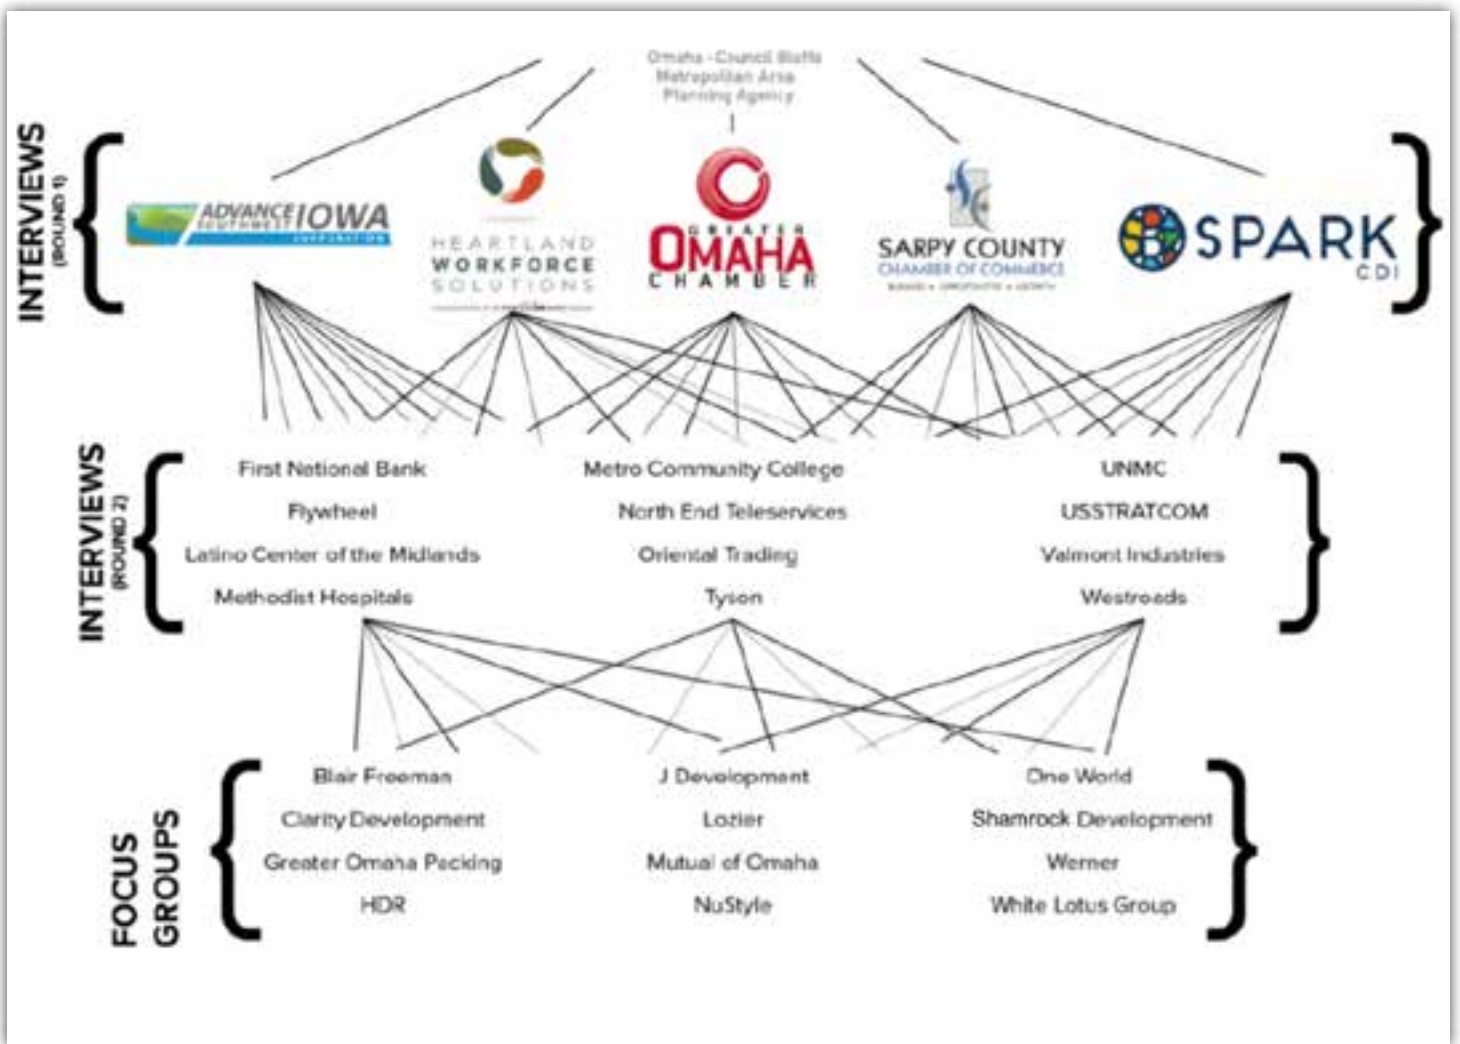 Omaha - Council Bluffs
Metropolitan Area
Planning Agency
INTERVIEWS
(ROUND 1)
ADVANCE
SOUTHWEST
IOWA
CORPORATION
HEARTLAND
WORKFORCE
SOLUTIONS
GREATER
OMAHA
CHAMBER
SARPY COUNTY
CHAMBER OF COMMERCE
SPARK
CDI
INTERVIEWS
(ROUND 2)
First National Bank
Metro Community College
UNMC
Flywheel
North End Teleservices
USSTRATCOM
Latino Center of the Midlands
Oriental Trading
Valmont Industries
Methodist Hospitals
Tyson
Westroads
FOCUS
GROUPS
Blair Freeman
J Development
One World
Clarity Development
Lozier
Shamrock Development
Greater Omaha Packing
Mutual of Omaha
Werner
HDR
NuStyle
White Lotus Group